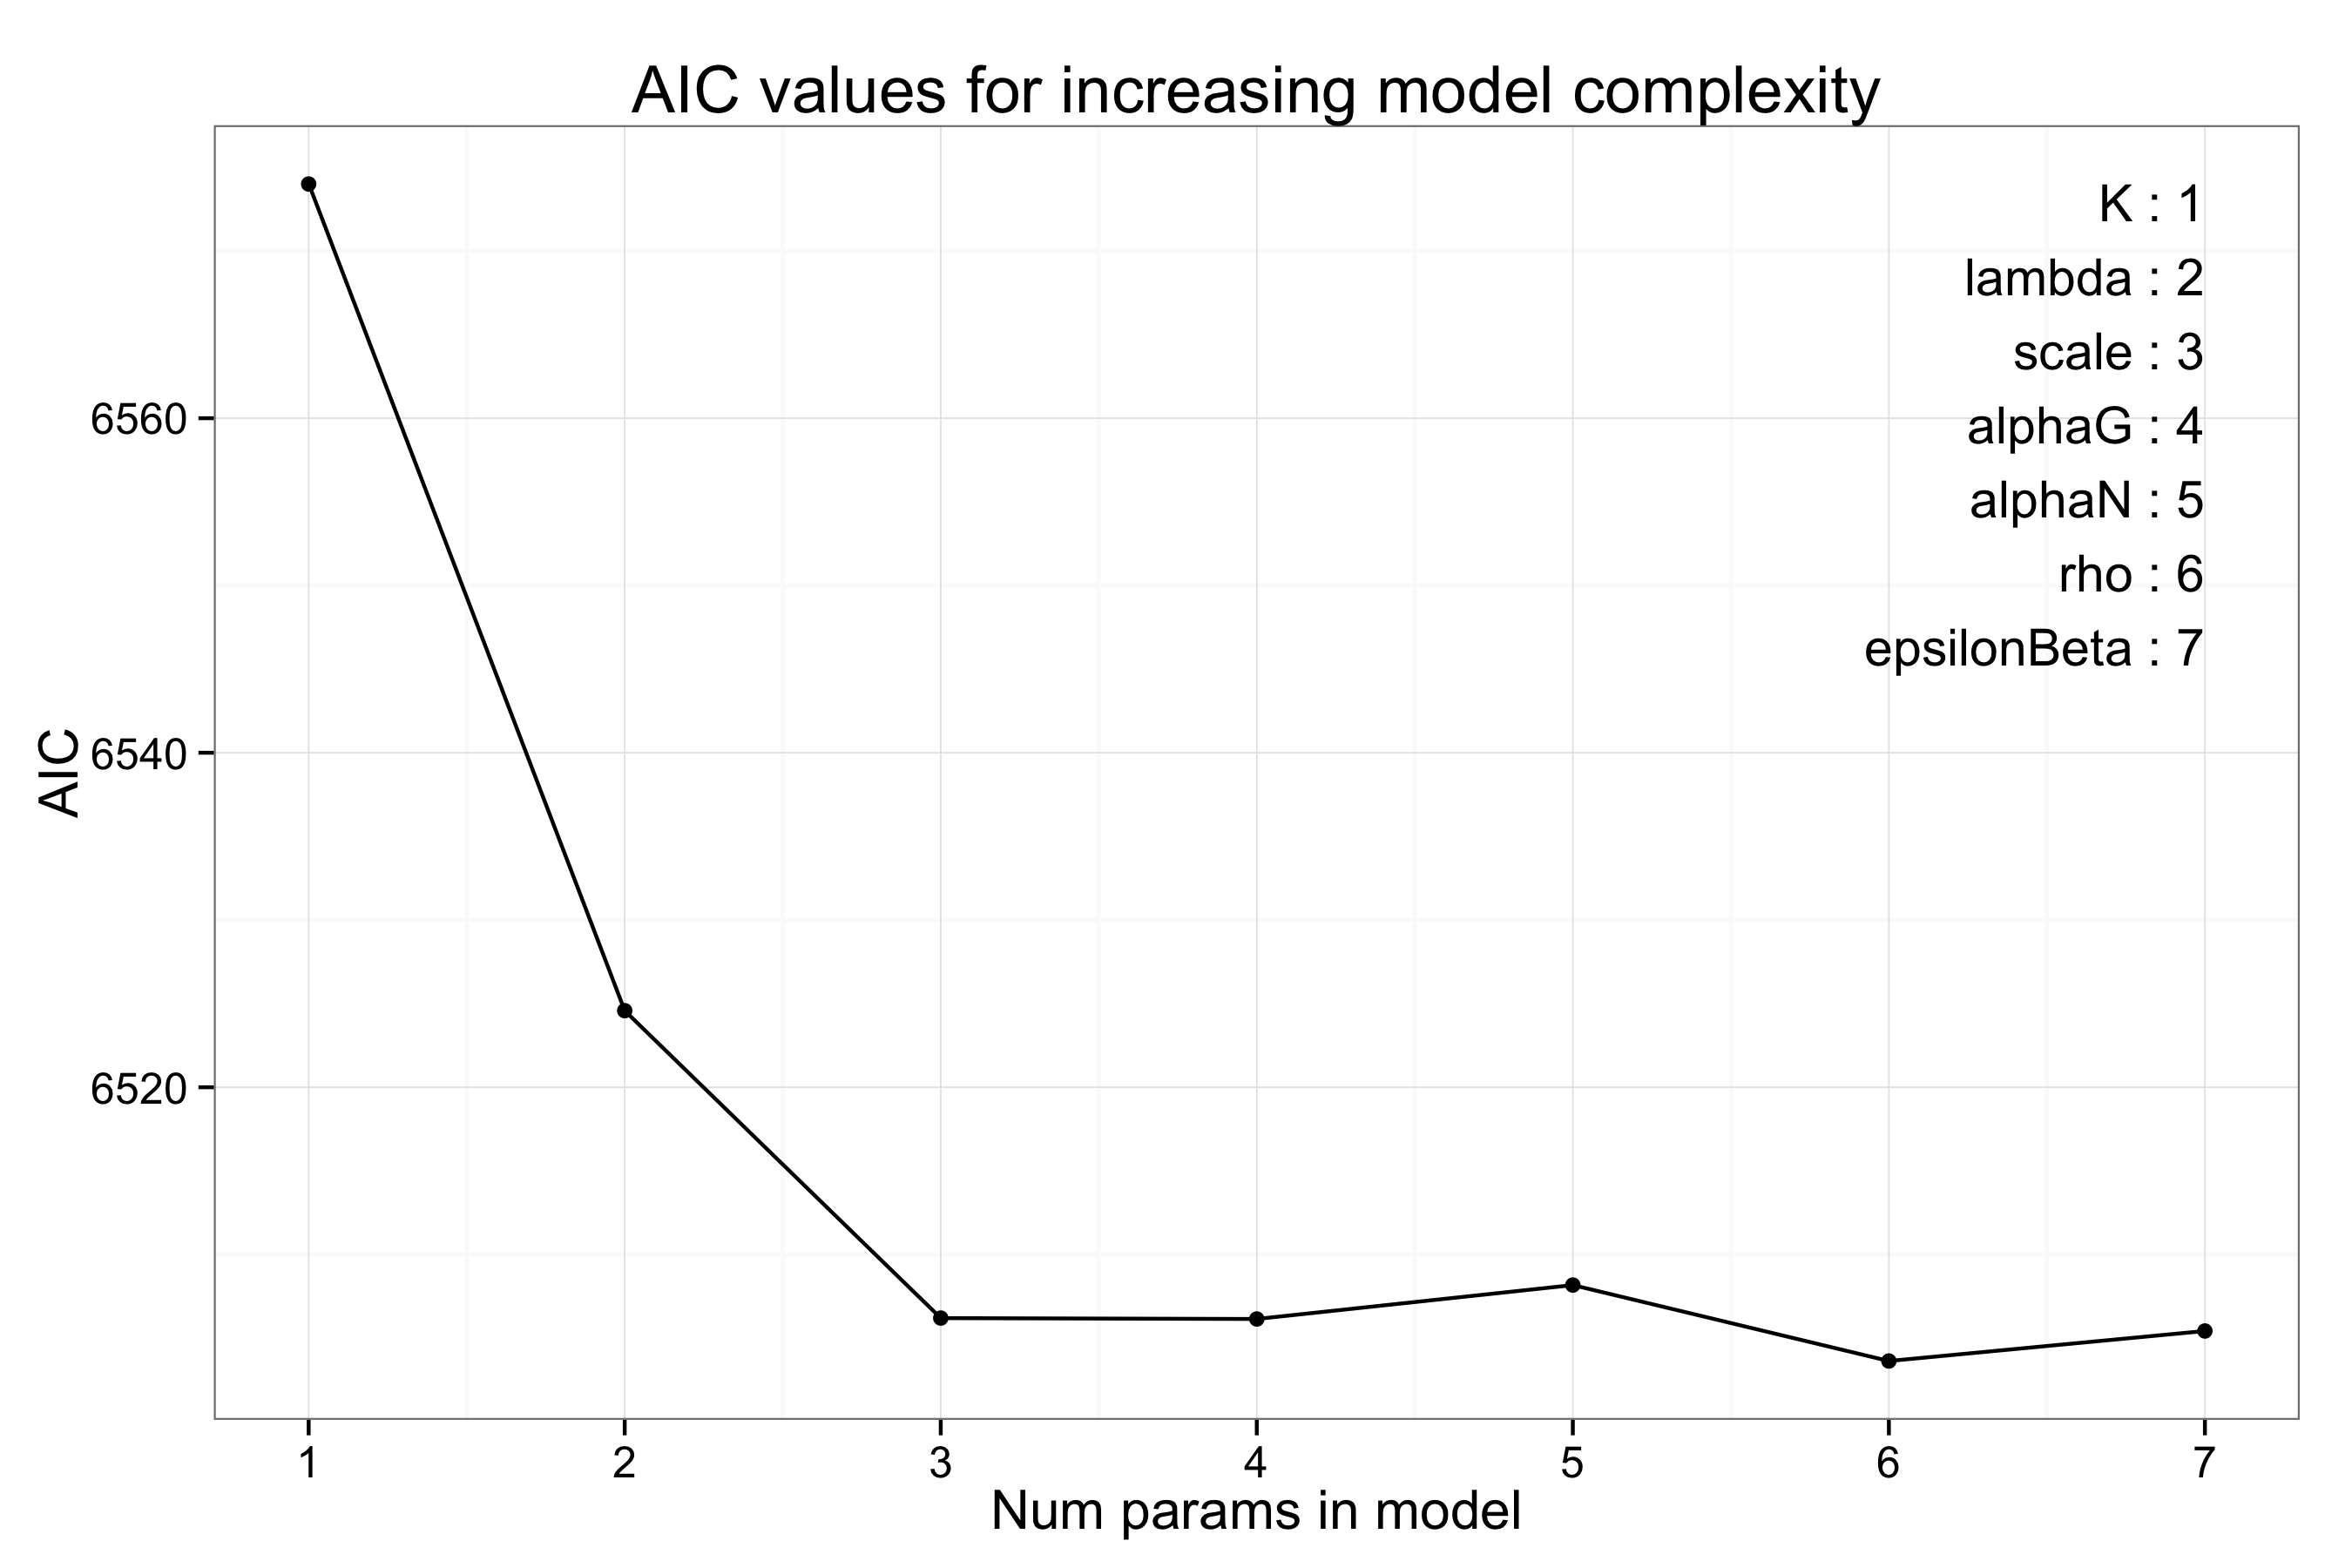 AIC values for increasing model complexity
K : 1
lambda : 2
scale : 3
alphaG : 4
alphaN : 5
rho : 6
epsilonBeta : 7
AIC
6560
6540
6520
1 2 3 4 5 6 7
Num params in model